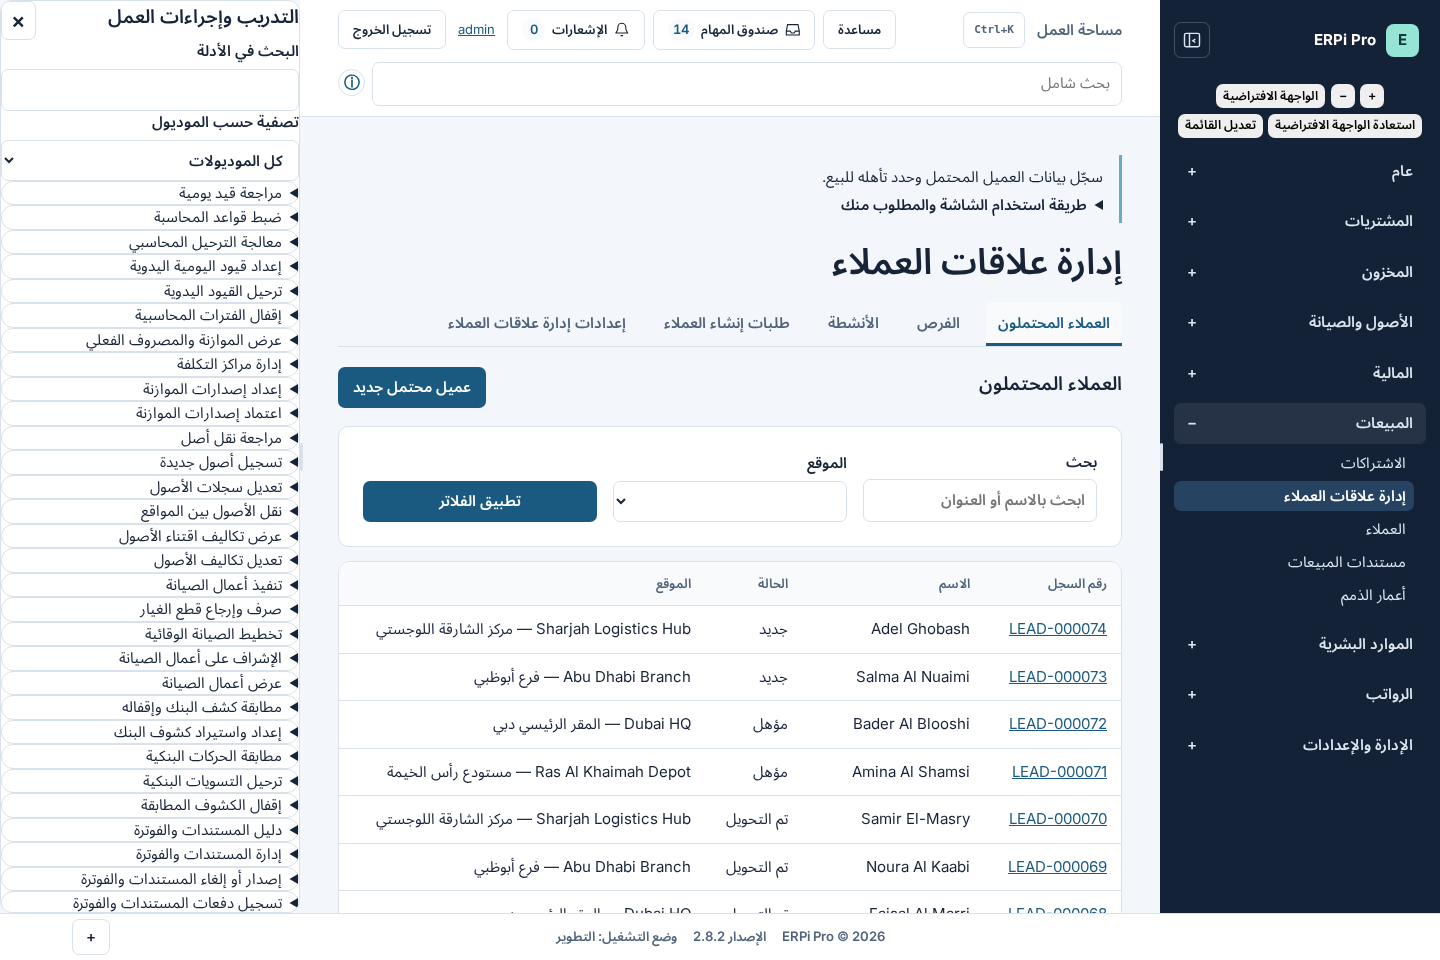 E
ERPi Pro
+
−
الواجهة الافتراضية
استعادة الواجهة الافتراضية
تعديل القائمة
عام +
المشتريات +
المخزون +
الأصول والصيانة +
المالية +
المبيعات −
الاشتراكات
إدارة علاقات العملاء
العملاء
مستندات المبيعات
أعمار الذمم
الموارد البشرية +
الرواتب +
الإدارة والإعدادات +
مساحة العمل
Ctrl+K
مساعدة
صندوق المهام 14
الإشعارات 0
admin
تسجيل الخروج
بحث شامل
سجّل بيانات العميل المحتمل وحدد تأهله للبيع.
طريقة استخدام الشاشة والمطلوب منك
إدارة علاقات العملاء
العملاء المحتملون
الفرص
الأنشطة
طلبات إنشاء العملاء
إعدادات إدارة علاقات العملاء
العملاء المحتملون
عميل محتمل جديد
بحث
ابحث بالاسم أو العنوان
الموقع
تطبيق الفلاتر
رقم السجل الاسم الحالة الموقع
LEAD-000074 Adel Ghobash جديد Sharjah Logistics Hub — مركز الشارقة اللوجستي
LEAD-000073 Salma Al Nuaimi جديد Abu Dhabi Branch — فرع أبوظبي
LEAD-000072 Bader Al Blooshi مؤهل Dubai HQ — المقر الرئيسي دبي
LEAD-000071 Amina Al Shamsi مؤهل Ras Al Khaimah Depot — مستودع رأس الخيمة
LEAD-000070 Samir El-Masry تم التحويل Sharjah Logistics Hub — مركز الشارقة اللوجستي
LEAD-000069 Noura Al Kaabi تم التحويل Abu Dhabi Branch — فرع أبوظبي
LEAD-000068 Faisal Al Marri تم التحويل Dubai HQ — المقر الرئيسي دبي
التدريب وإجراءات العمل
×
البحث في الأدلة
تصفية حسب الموديول
كل الموديولات
مراجعة قيد يومية
ضبط قواعد المحاسبة
معالجة الترحيل المحاسبي
إعداد قيود اليومية اليدوية
ترحيل القيود اليدوية
إقفال الفترات المحاسبية
عرض الموازنة والمصروف الفعلي
إدارة مراكز التكلفة
إعداد إصدارات الموازنة
اعتماد إصدارات الموازنة
مراجعة نقل أصل
تسجيل أصول جديدة
تعديل سجلات الأصول
نقل الأصول بين المواقع
عرض تكاليف اقتناء الأصول
تعديل تكاليف الأصول
تنفيذ أعمال الصيانة
صرف وإرجاع قطع الغيار
تخطيط الصيانة الوقائية
الإشراف على أعمال الصيانة
عرض أعمال الصيانة
مطابقة كشف البنك وإقفاله
إعداد واستيراد كشوف البنك
مطابقة الحركات البنكية
ترحيل التسويات البنكية
إقفال الكشوف المطابقة
دليل المستندات والفوترة
إدارة المستندات والفوترة
إصدار أو إلغاء المستندات والفوترة
تسجيل دفعات المستندات والفوترة
ERPi Pro © 2026
الإصدار 2.8.2
وضع التشغيل: التطوير
+